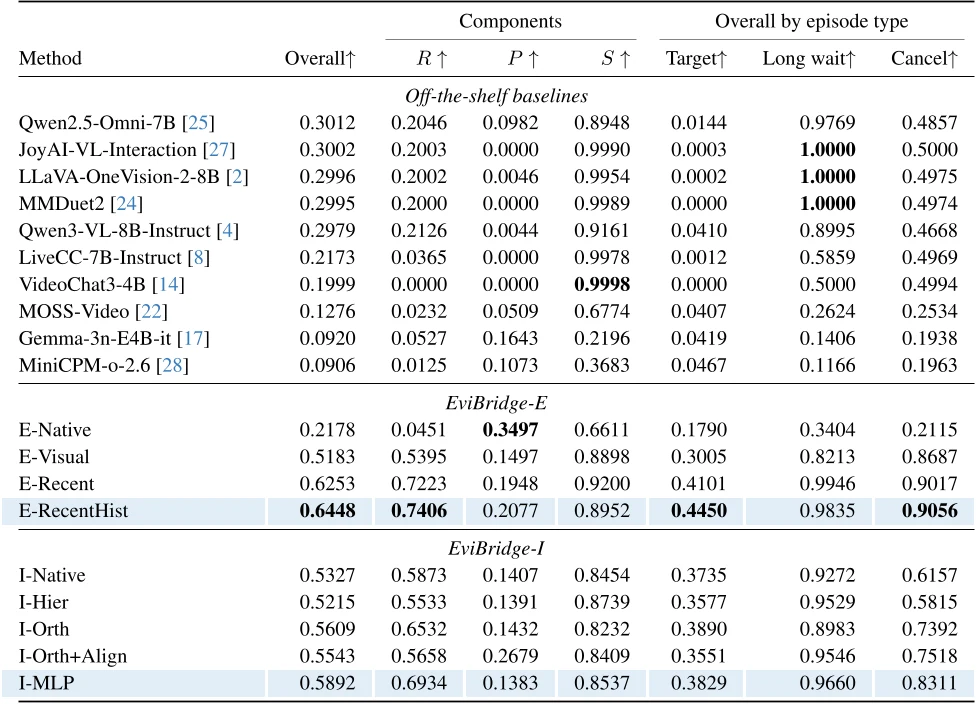 Components Overall by episode type
Method Overall↑ R ↑ P ↑ S ↑ Target↑ Long wait↑ Cancel↑
Off-the-shelf baselines
Qwen2.5-Omni-7B [25] 0.3012 0.2046 0.0982 0.8948 0.0144 0.9769 0.4857
JoyAI-VL-Interaction [27] 0.3002 0.2003 0.0000 0.9990 0.0003 1.0000 0.5000
LLaVA-OneVision-2-8B [2] 0.2996 0.2002 0.0046 0.9954 0.0002 1.0000 0.4975
MMDuet2 [24] 0.2995 0.2000 0.0000 0.9989 0.0000 1.0000 0.4974
Qwen3-VL-8B-Instruct [4] 0.2979 0.2126 0.0044 0.9161 0.0410 0.8995 0.4668
LiveCC-7B-Instruct [8] 0.2173 0.0365 0.0000 0.9978 0.0012 0.5859 0.4969
VideoChat3-4B [14] 0.1999 0.0000 0.0000 0.9998 0.0000 0.5000 0.4994
MOSS-Video [22] 0.1276 0.0232 0.0509 0.6774 0.0407 0.2624 0.2534
Gemma-3n-E4B-it [17] 0.0920 0.0527 0.1643 0.2196 0.0419 0.1406 0.1938
MiniCPM-o-2.6 [28] 0.0906 0.0125 0.1073 0.3683 0.0467 0.1166 0.1963
EviBridge-E
E-Native 0.2178 0.0451 0.3497 0.6611 0.1790 0.3404 0.2115
E-Visual 0.5183 0.5395 0.1497 0.8898 0.3005 0.8213 0.8687
E-Recent 0.6253 0.7223 0.1948 0.9200 0.4101 0.9946 0.9017
E-RecentHist 0.6448 0.7406 0.2077 0.8952 0.4450 0.9835 0.9056
EviBridge-I
I-Native 0.5327 0.5873 0.1407 0.8454 0.3735 0.9272 0.6157
I-Hier 0.5215 0.5533 0.1391 0.8739 0.3577 0.9529 0.5815
I-Orth 0.5609 0.6532 0.1432 0.8232 0.3890 0.8983 0.7392
I-Orth+Align 0.5543 0.5658 0.2679 0.8409 0.3551 0.9546 0.7518
I-MLP 0.5892 0.6934 0.1383 0.8537 0.3829 0.9660 0.8311